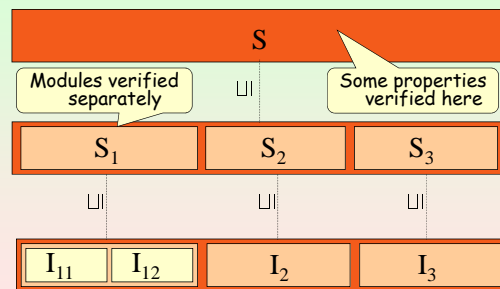 S
Modules verified
separately
Some properties
verified here
⊑
S₁ S₂ S₃
⊑ ⊑ ⊑
I₁₁ I₁₂ I₂ I₃